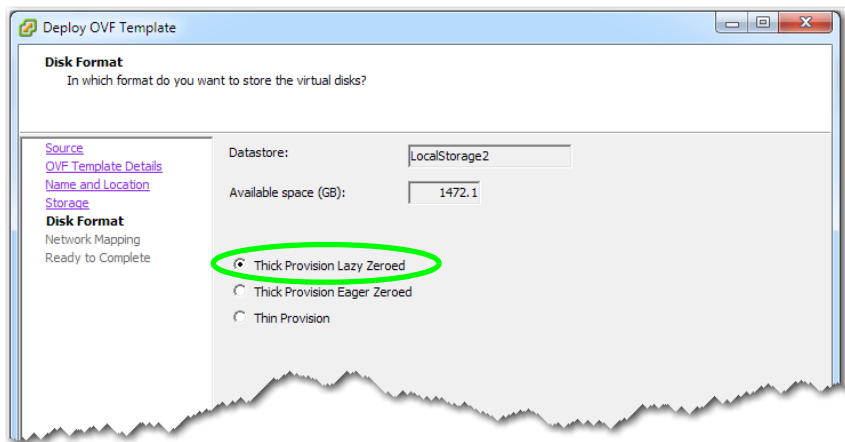 Deploy OVF Template
Disk Format
In which format do you want to store the virtual disks?
Source
OVF Template Details
Name and Location
Storage
Disk Format
Network Mapping
Ready to Complete
Datastore:
LocalStorage2
Available space (GB):
1472.1
Thick Provision Lazy Zeroed
Thick Provision Eager Zeroed
Thin Provision